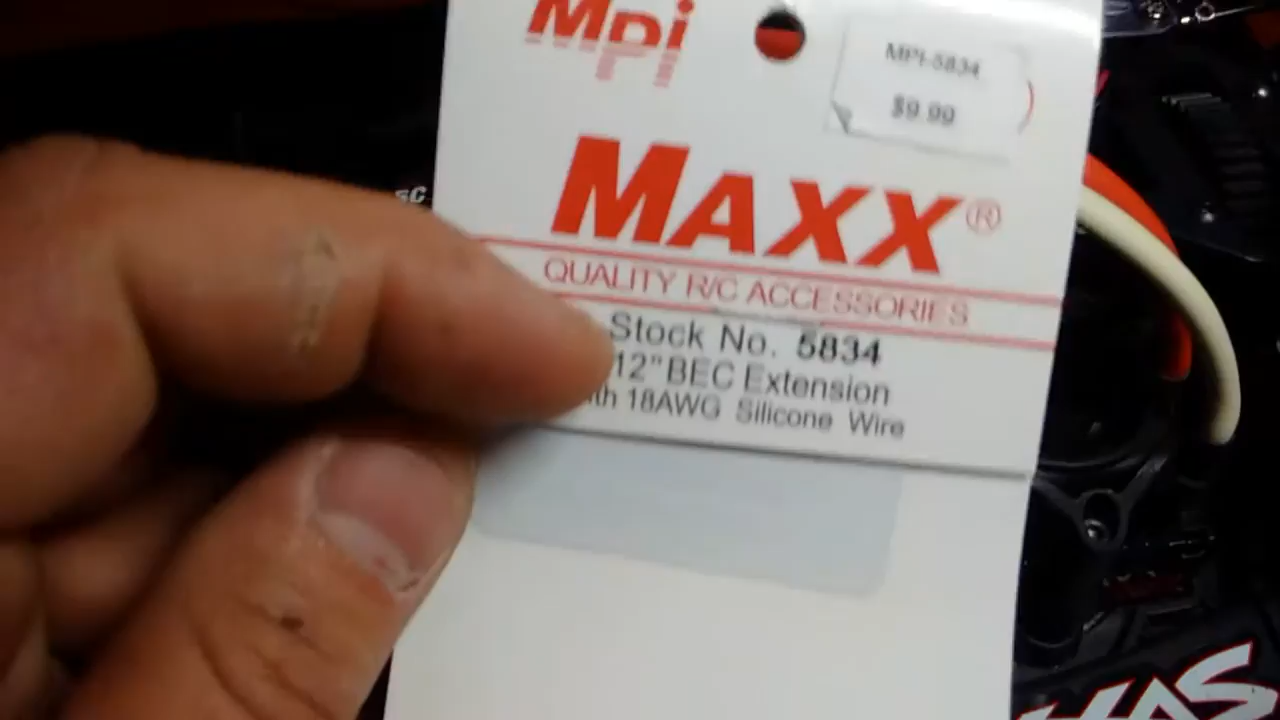 Mpi
MPI-5834
$9.99
MAXX®
QUALITY R/C ACCESSORIES
Stock No. 5834
12" BEC Extension
18AWG Silicone Wire